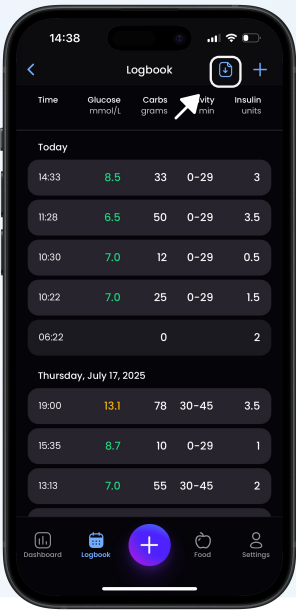 14:38
Logbook
Time Glucose Carbs vity Insulin
mmol/L grams min units
Today
14:33 8.5 33 0-29 3
11:28 6.5 50 0-29 3.5
10:30 7.0 12 0-29 0.5
10:22 7.0 25 0-29 1.5
06:22 0 2
Thursday, July 17, 2025
19:00 13.1 78 30-45 3.5
15:35 8.7 10 0-29 1
13:13 7.0 55 30-45 2
Dashboard Logbook Food Settings